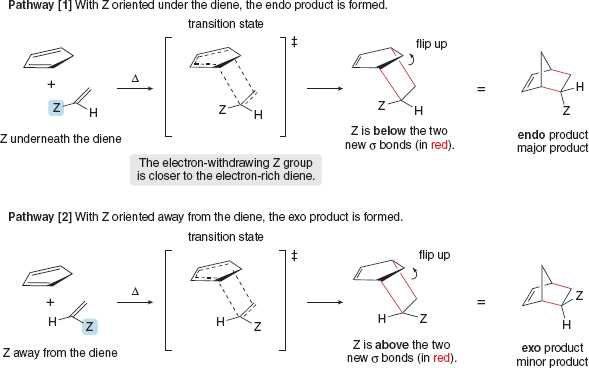 Pathway [1] With Z oriented under the diene, the endo product is formed.
transition state
‡
flip up
+
Δ
=
Z
H
Z
H
Z
H
H
Z
Z underneath the diene
Z is below the two
new σ bonds (in red).
endo product
major product
The electron-withdrawing Z group
is closer to the electron-rich diene.
Pathway [2] With Z oriented away from the diene, the exo product is formed.
transition state
‡
flip up
+
Δ
=
H
Z
H
Z
H
Z
Z
H
Z away from the diene
Z is above the two
new σ bonds (in red).
exo product
minor product